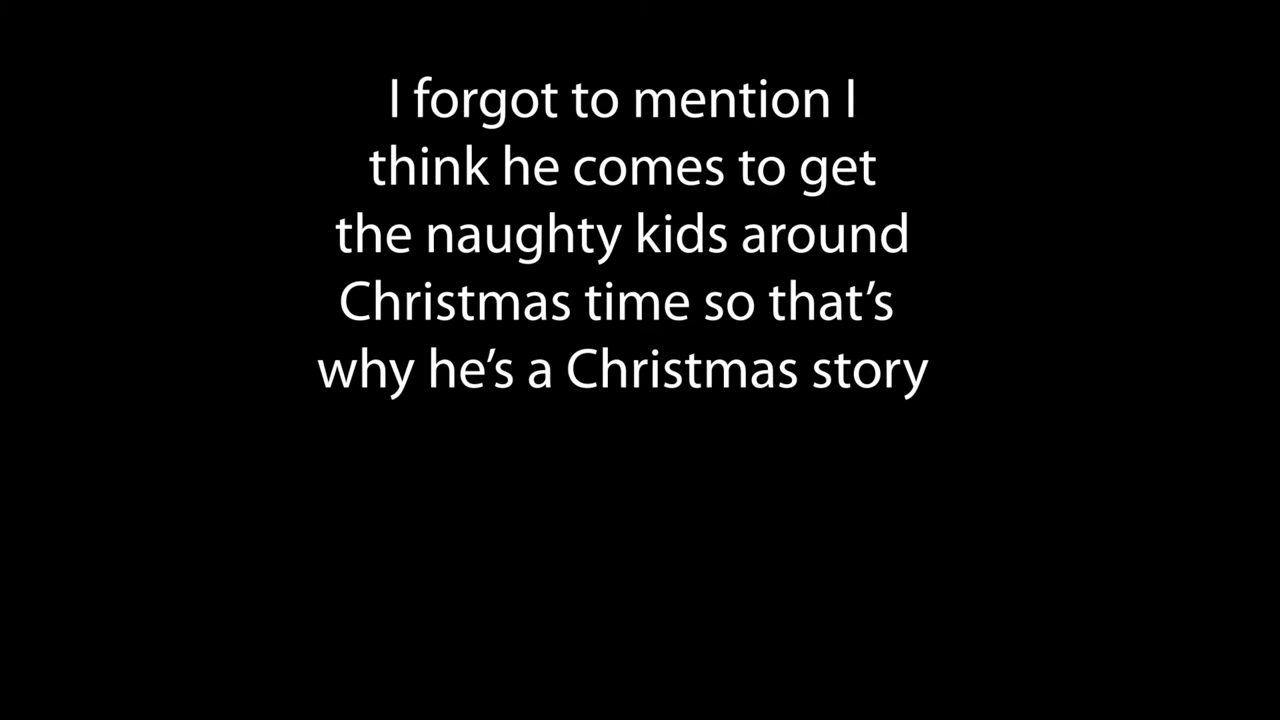 I forgot to mention I
think he comes to get
the naughty kids around
Christmas time so that’s
why he’s a Christmas story